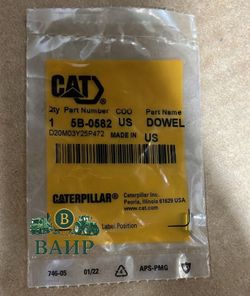 CAT
Qty Part Number COO Part Name
1 5B-0582 US DOWEL
D20M03Y25P472 MADE IN US
CATERPILLAR®
Caterpillar Inc.
Peoria, Illinois 61629 USA
www.cat.com
Label Position
В
ВАИР
746-05 01/22 APS-PMG